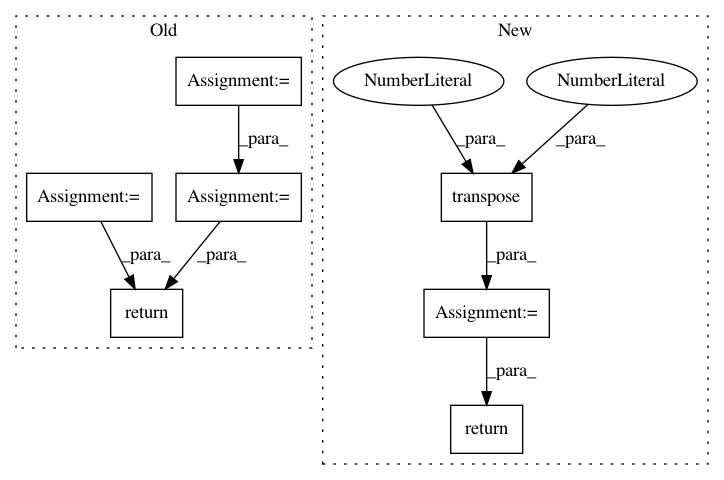 Old
New
Assignment:=
NumberLiteral
NumberLiteral
_para_
_para_
_para_
Assignment:=
Assignment:=
transpose
_para_
_para_
_para_
return
Assignment:=
_para_
return